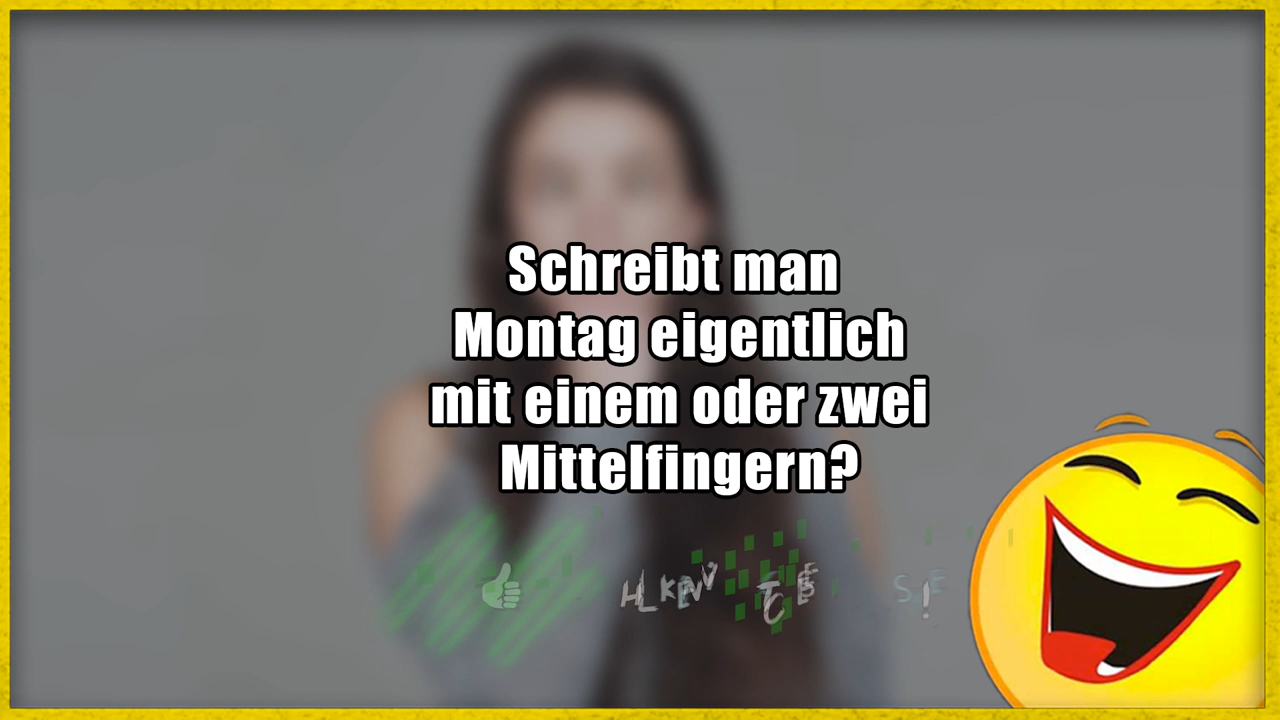 Schreibt man
Montag eigentlich
mit einem oder zwei
Mittelfingern?